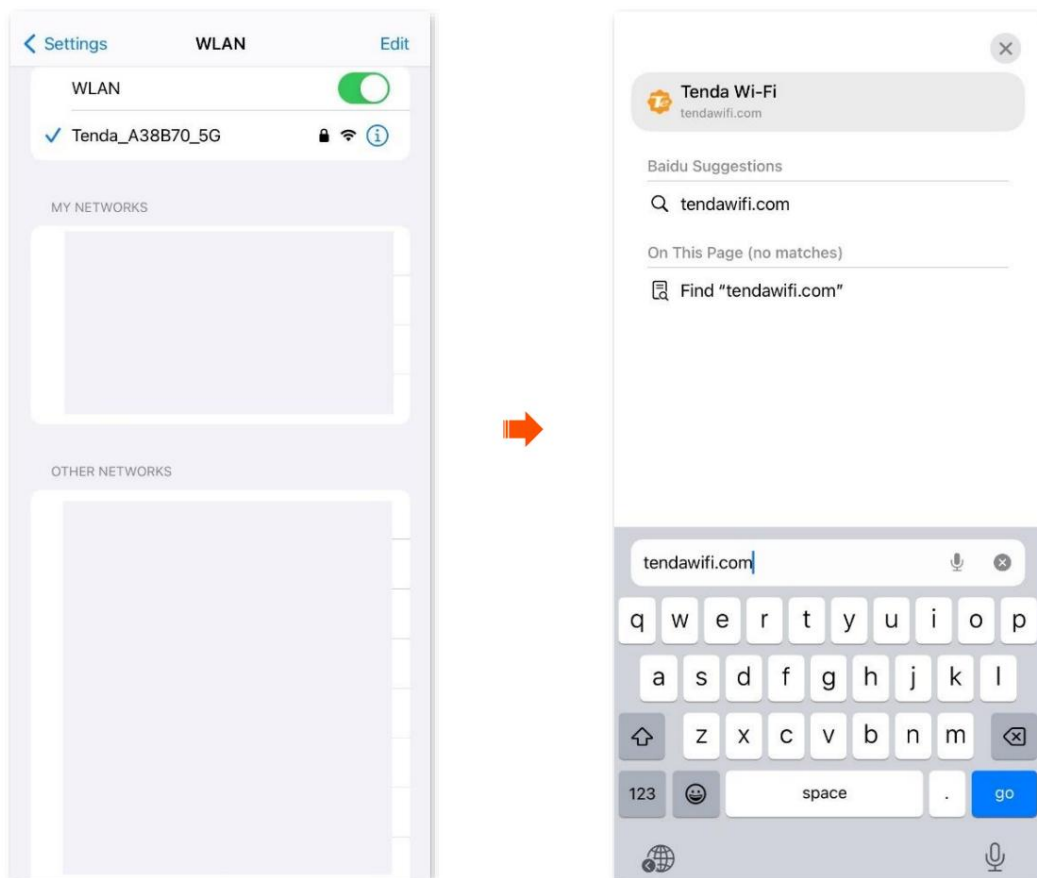 Settings WLAN Edit
WLAN
Tenda_A38B70_5G
MY NETWORKS
OTHER NETWORKS
Tenda Wi-Fi
tendawifi.com
Baidu Suggestions
tendawifi.com
On This Page (no matches)
Find “tendawifi.com”
tendawifi.com
q w e r t y u i o p
a s d f g h j k l
z x c v b n m
123 space . go